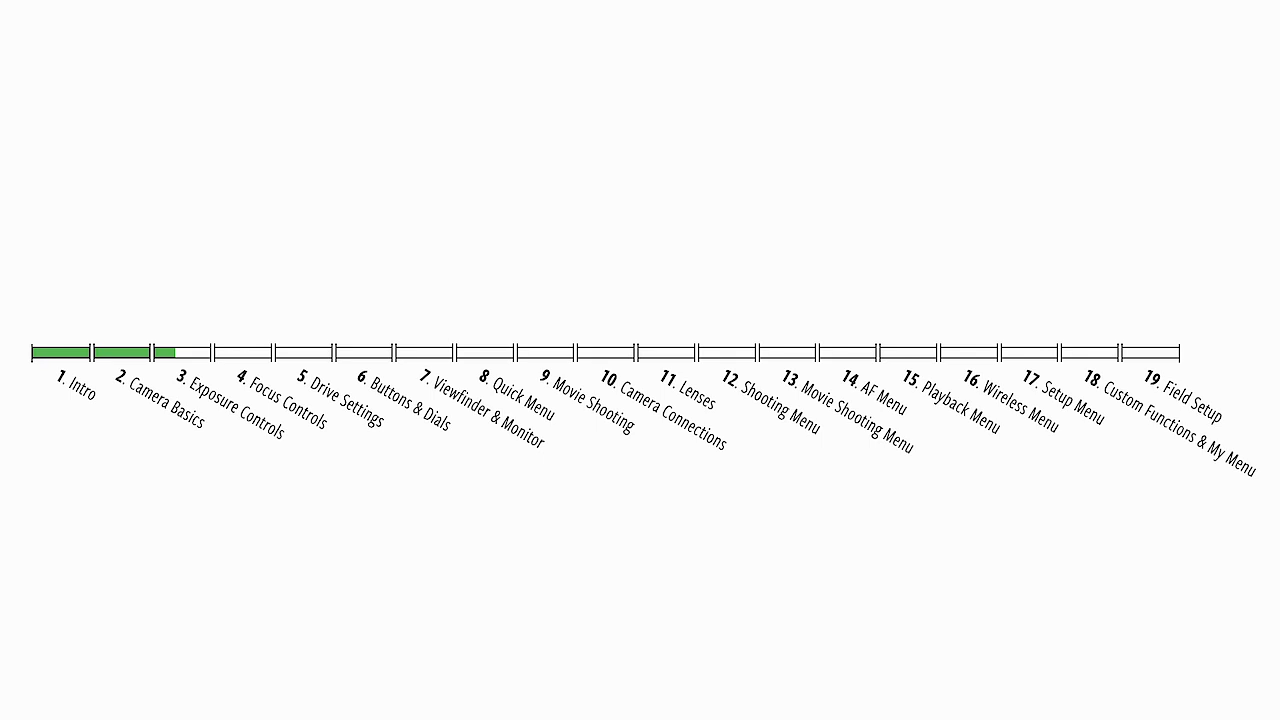 1. Intro
2. Camera Basics
3. Exposure Controls
4. Focus Controls
5. Drive Settings
6. Buttons & Dials
7. Viewfinder & Monitor
8. Quick Menu
9. Movie Shooting
10. Camera Connections
11. Lenses
12. Shooting Menu
13. Movie Shooting Menu
14. AF Menu
15. Playback Menu
16. Wireless Menu
17. Setup Menu
18. Custom Functions & My Menu
19. Field Setup